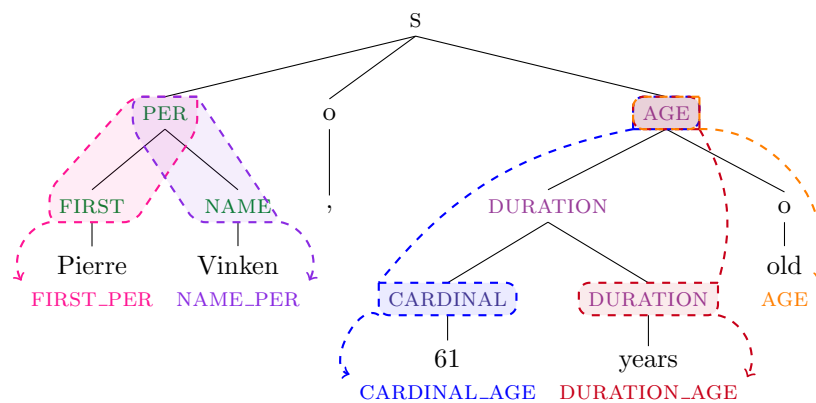 S
PER O AGE
FIRST NAME , DURATION O
Pierre Vinken old
FIRST_PER NAME_PER AGE
CARDINAL DURATION
61 years
CARDINAL_AGE DURATION_AGE